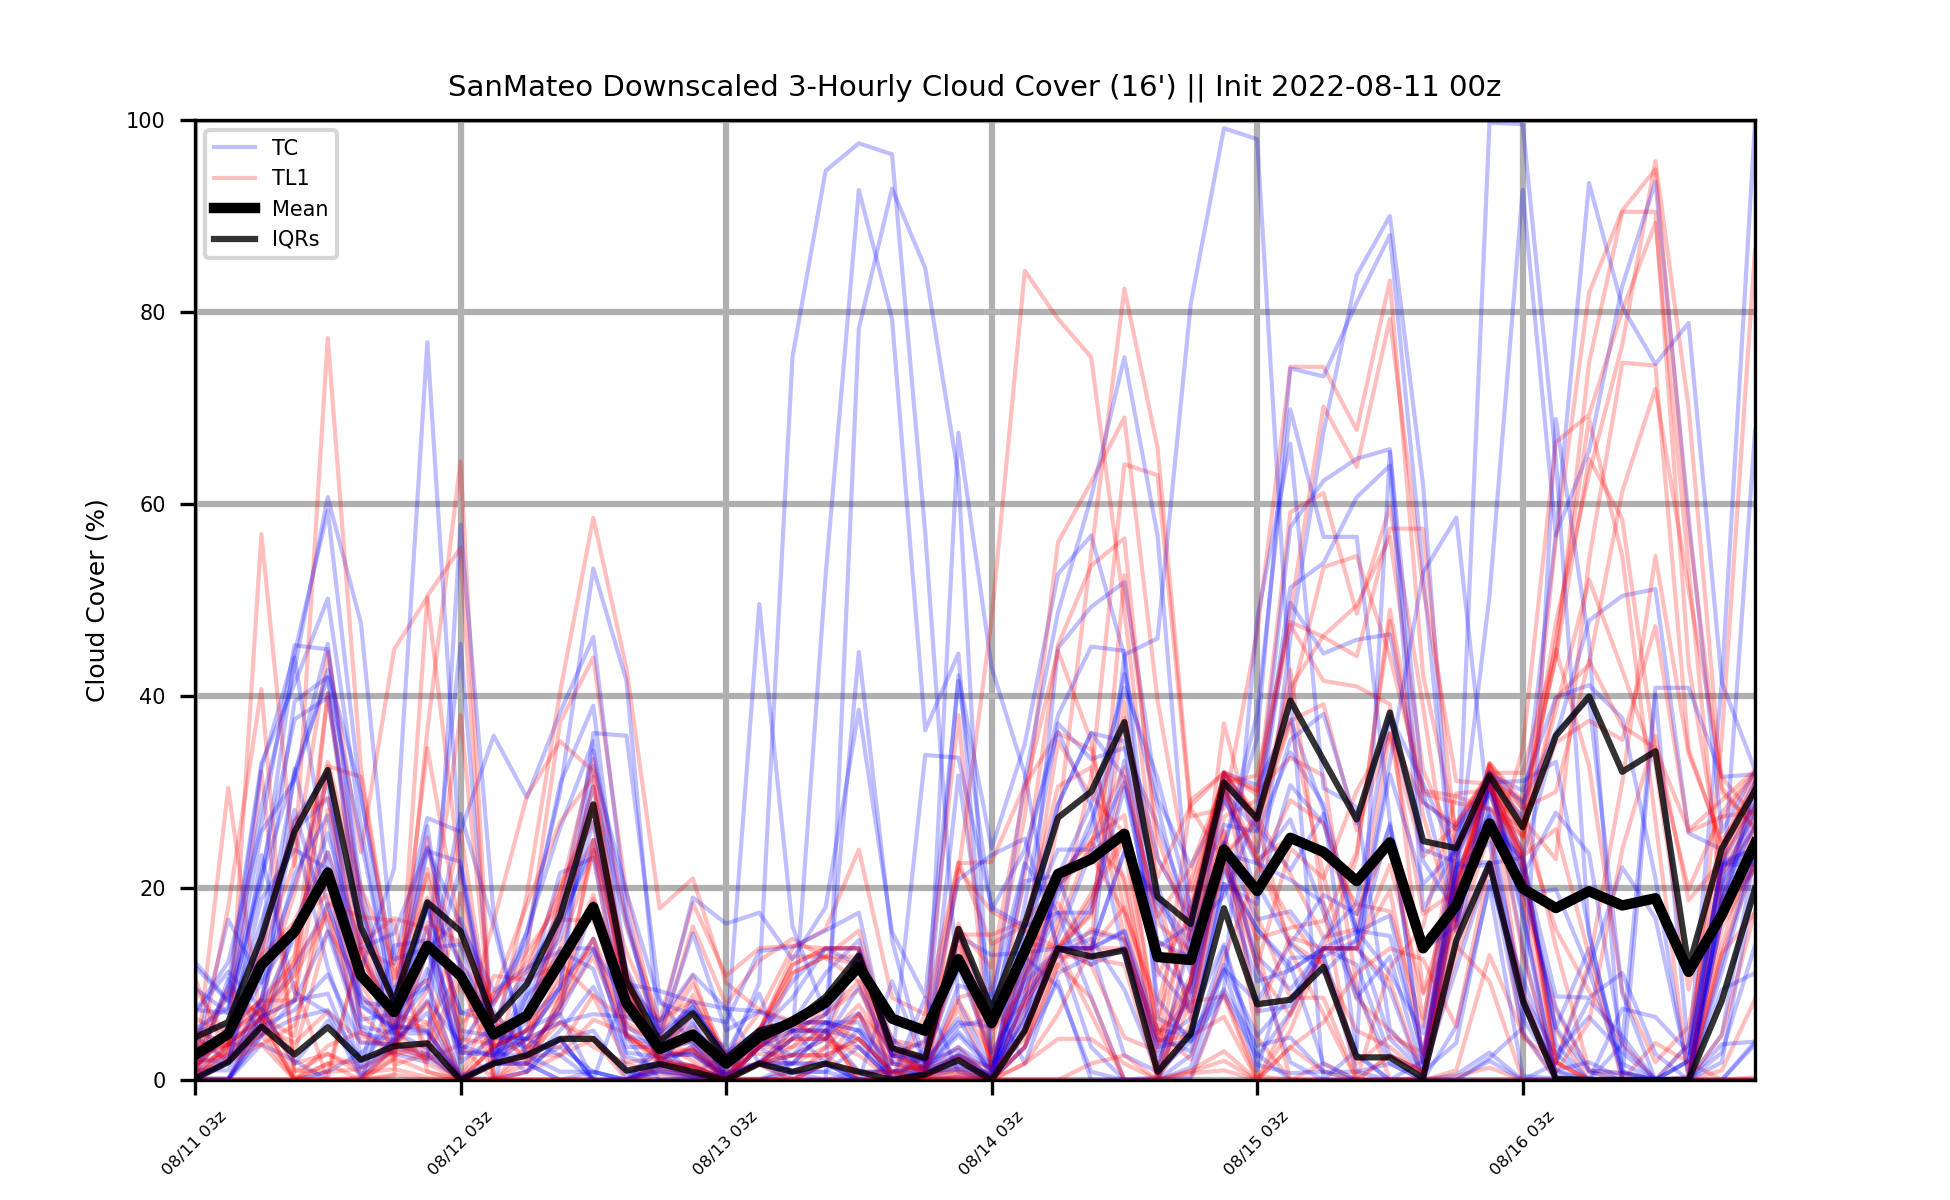 SanMateo Downscaled 3-Hourly Cloud Cover (16') || Init 2022-08-11 00z
100
80
60
40
20
0
Cloud Cover (%)
TC
TL1
Mean
IQRs
08/11 03z
08/12 03z
08/13 03z
08/14 03z
08/15 03z
08/16 03z